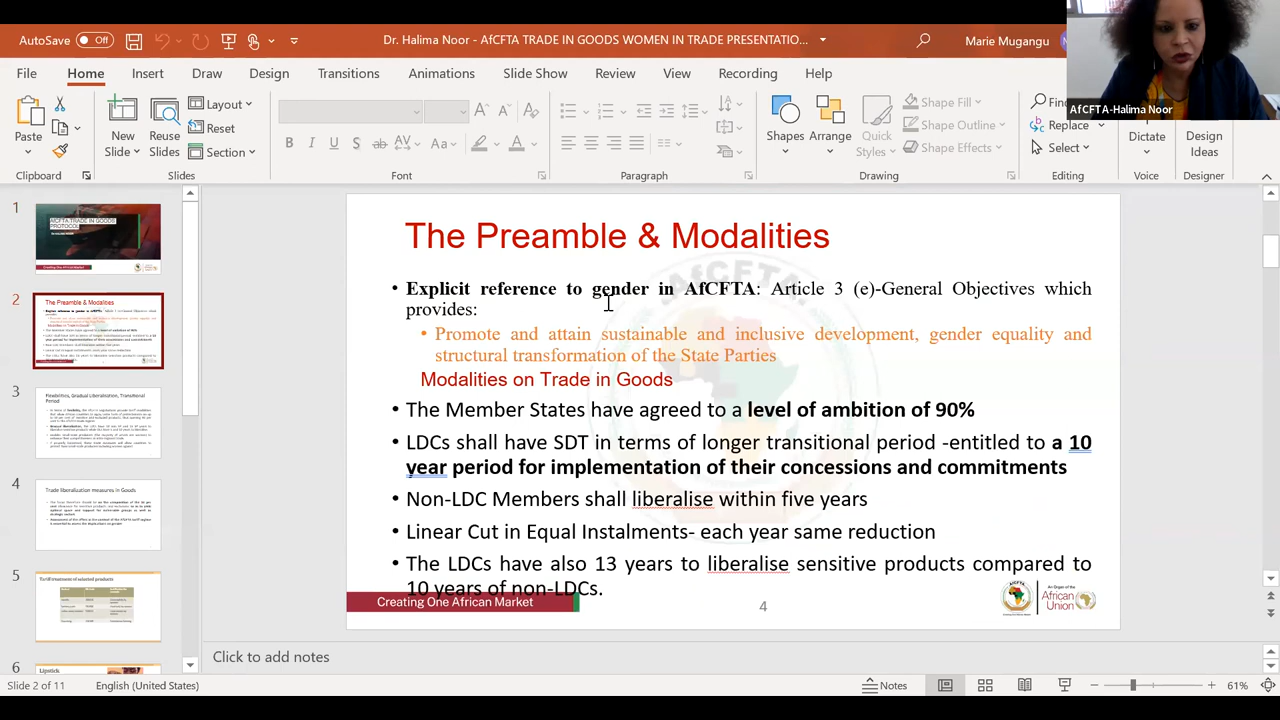 AutoSave Off
Dr. Halima Noor - AfCFTA TRADE IN GOODS WOMEN IN TRADE PRESENTATIO...
Marie Mugangu
File Home Insert Draw Design Transitions Animations Slide Show Review View Recording Help
AfCFTA-Halima Noor
Paste
New
Slide
Reuse
Slides
Layout
Reset
Section
Shapes
Arrange
Quick
Styles
Shape Fill
Shape Outline
Shape Effects
Replace
Select
Dictate
Design
Ideas
Clipboard Slides Font Paragraph Drawing Editing Voice Designer
1
AfCFTA TRADE IN GOODS
PROTOCOL
2
The Preamble & Modalities
3
Flexibilities, Gradual Liberalisation, Transitional
Period
4
Trade liberalisation measures in Goods
5
Tariff treatment of selected products
6
Lipstick
The Preamble & Modalities
• Explicit reference to gender in AfCFTA: Article 3 (e)-General Objectives which
provides:
• Promote and attain sustainable and inclusive development, gender equality and
structural transformation of the State Parties
Modalities on Trade in Goods
• The Member States have agreed to a level of ambition of 90%
• LDCs shall have SDT in terms of longer transitional period -entitled to a 10
year period for implementation of their concessions and commitments
• Non-LDC Members shall liberalise within five years
• Linear Cut in Equal Instalments- each year same reduction
• The LDCs have also 13 years to liberalise sensitive products compared to
10 years of non-LDCs.
Creating One African Market
4
AfCFTA
An Organ of the
African
Union
Click to add notes
Slide 2 of 11
English (United States)
Notes
61%